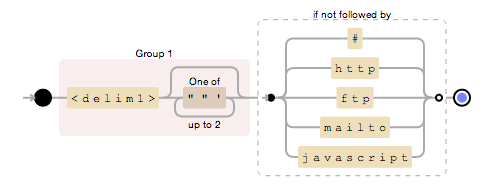 if not followed by
Group 1
#
One of
http
<delim1>
" " '
ftp
up to 2
mailto
javascript